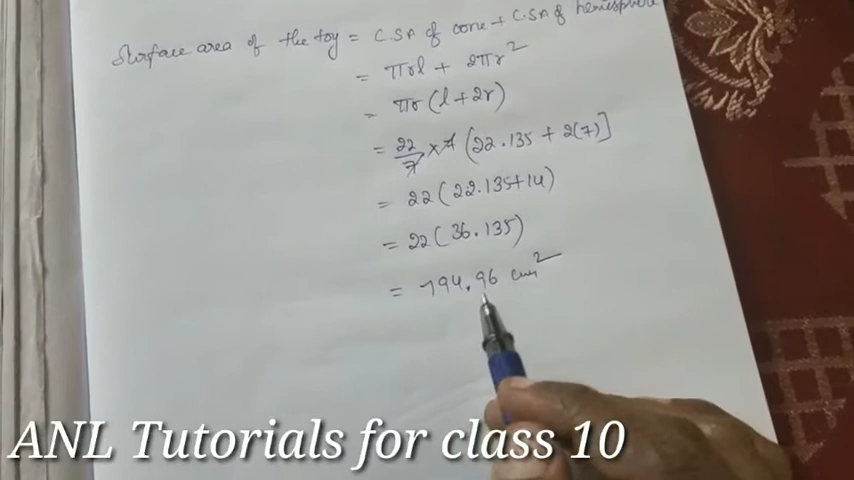 Surface area of the toy = C.S.A of cone + C.S.A of hemisphere
= πrl + 2πr²
= πr(l+2r)
= 22/7 × 7 (22.135 + 2(7)]
= 22(22.135+14)
= 22(36.135)
= 794.96 cm²
ANL Tutorials for class 10